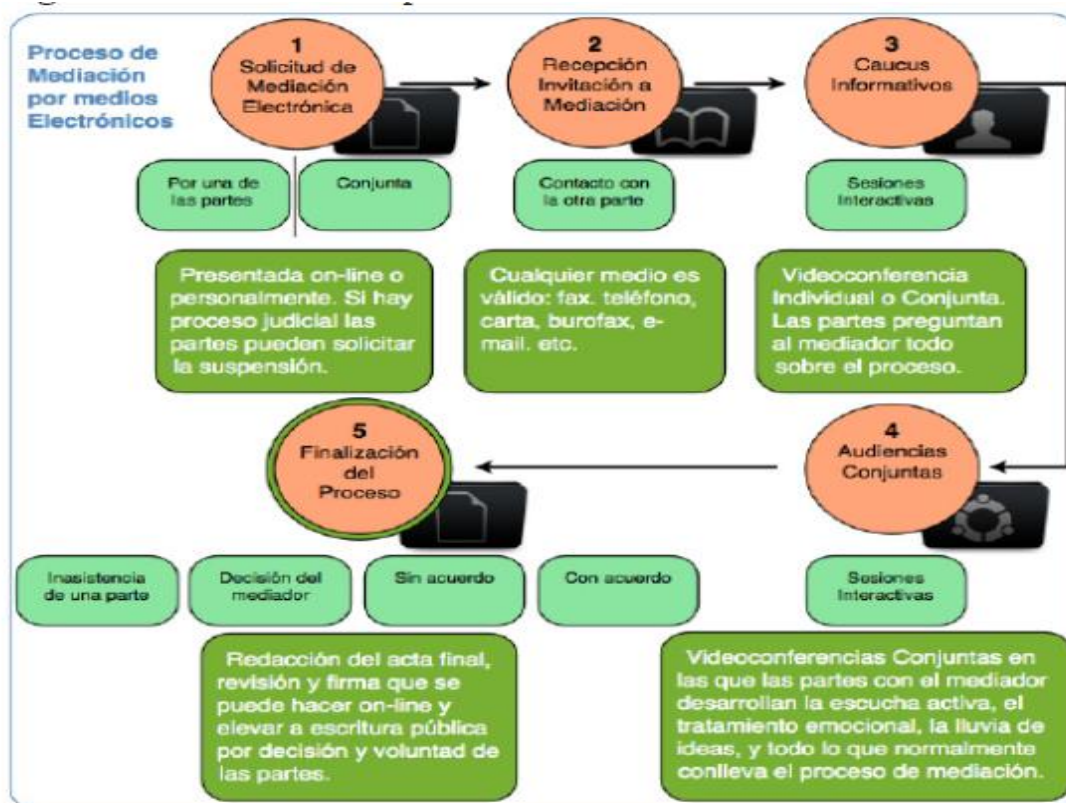 Proceso de
Mediación
por medios
Electrónicos
1
Solicitud de
Mediación
Electrónica
2
Recepción
Invitación a
Mediación
3
Caucus
Informativos
Por una de
las partes
Conjunta
Contacto con
la otra parte
Sesiones
Interactivas
Presentada on-line o
personalmente. Si hay
proceso judicial las
partes pueden solicitar
la suspensión.
Cualquier medio es
válido: fax. teléfono,
carta, burofax, e-
mail. etc.
Videoconferencia
Individual o Conjunta.
Las partes preguntan
al mediador todo
sobre el proceso.
4
Audiencias
Conjuntas
5
Finalización
del
Proceso
Sesiones
Interactivas
Inasistencia
de una parte
Decisión del
mediador
Sin acuerdo
Con acuerdo
Videoconferencias Conjuntas en
las que las partes con el mediador
desarrollan la escucha activa, el
tratamiento emocional, la lluvia de
ideas, y todo lo que normalmente
conlleva el proceso de mediación.
Redacción del acta final,
revisión y firma que se
puede hacer on-line y
elevar a escritura pública
por decisión y voluntad de
las partes.